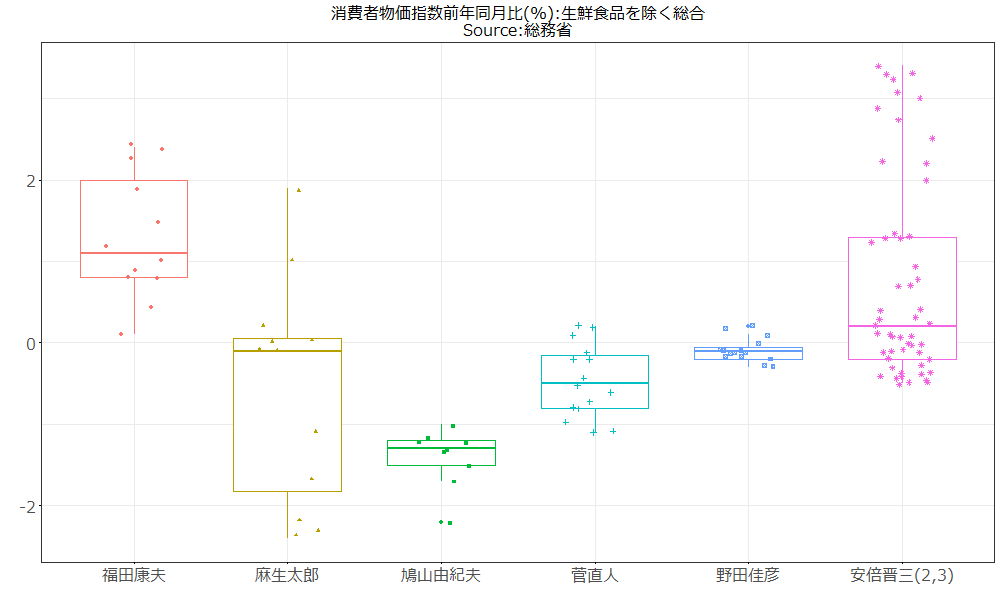 消費者物価指数前年同月比(%):生鮮食品を除く総合
Source:総務省
2
0
-2
福田康夫 麻生太郎 鳩山由紀夫 菅直人 野田佳彦 安倍晋三(2,3)